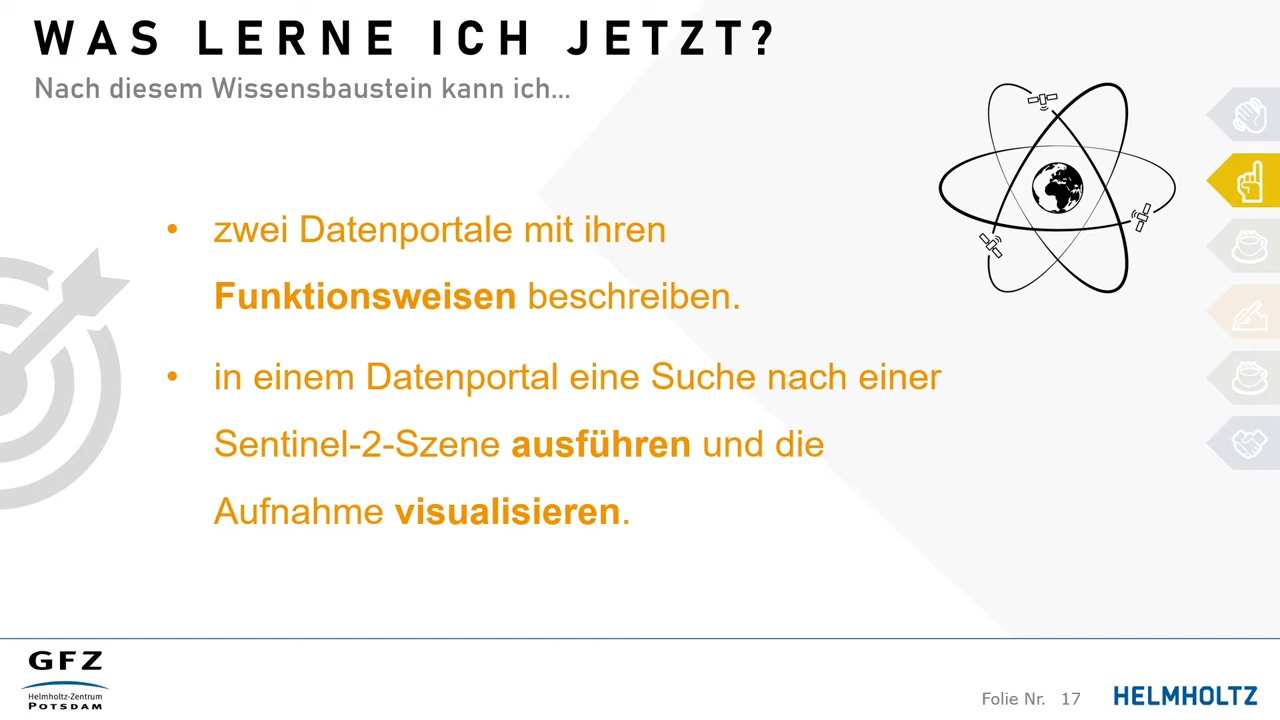 WAS LERNE ICH JETZT?
Nach diesem Wissensbaustein kann ich...
• zwei Datenportale mit ihren
Funktionsweisen beschreiben.
• in einem Datenportal eine Suche nach einer
Sentinel-2-Szene ausführen und die
Aufnahme visualisieren.
GFZ
Helmholtz-Zentrum
POTSDAM
Folie Nr. 17
HELMHOLTZ